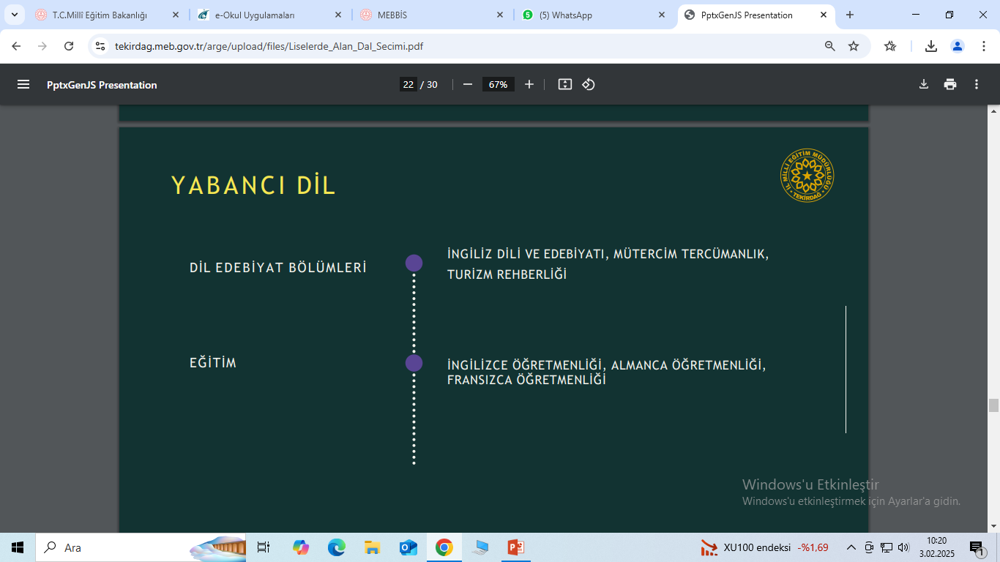 T.C.Millî Eğitim Bakanlığı
e-Okul Uygulamaları
MEBBİS
(5) WhatsApp
PptxGenJS Presentation
tekirdag.meb.gov.tr/arge/upload/files/Liselerde_Alan_Dal_Secimi.pdf
PptxGenJS Presentation
22 / 30
67%
YABANCI DİL
İL MİLLİ EĞİTİM MÜDÜRLÜĞÜ
TEKİRDAĞ
DİL EDEBİYAT BÖLÜMLERİ
İNGİLİZ DİLİ VE EDEBİYATI, MÜTERCİM TERCÜMANLIK,
TURİZM REHBERLİĞİ
EĞİTİM
İNGİLİZCE ÖĞRETMENLİĞİ, ALMANCA ÖĞRETMENLİĞİ,
FRANSIZCA ÖĞRETMENLİĞİ
Windows'u Etkinleştir
Windows'u etkinleştirmek için Ayarlar'a gidin.
Ara
XU100 endeksi -%1,69
10:20
3.02.2025
1